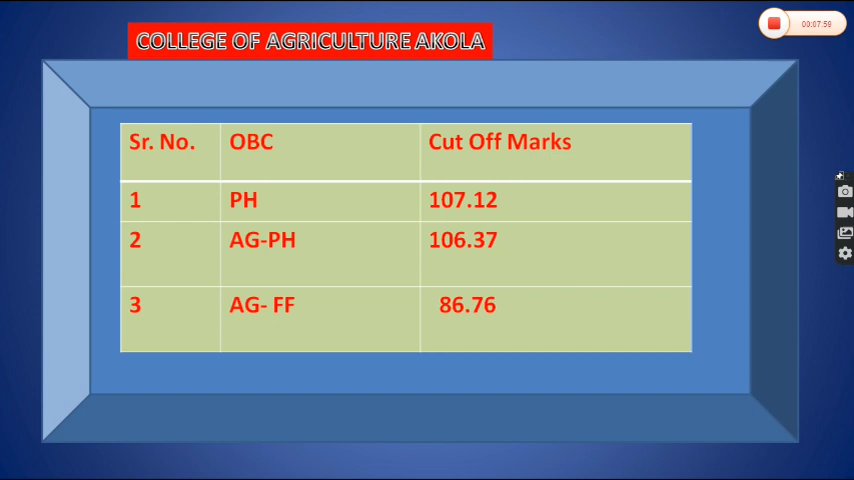 COLLEGE OF AGRICULTURE AKOLA
00:07:59
Sr. No. OBC Cut Off Marks
1 PH 107.12
2 AG-PH 106.37
3 AG- FF 86.76